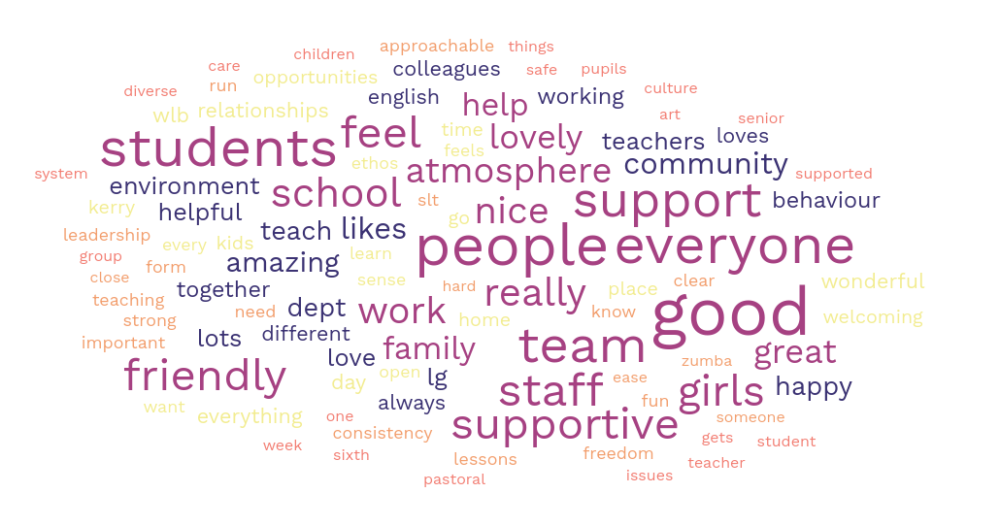 approachable things
children
care colleagues safe pupils
run opportunities
diverse english help working culture
wlb relationships art senior
students feel time lovely teachers loves
feels
system ethos atmosphere community supported
environment school slt support behaviour
kerry helpful go nice
leadership teach likes people everyone
every kids
group form amazing learn
close together sense hard really place clear wonderful
teaching need dept work home know good welcoming
strong
important lots different family team great
love zumba
friendly day open lg staff ease girls happy
want everything always fun
one consistency supportive someone
week sixth lessons freedom gets student
pastoral issues teacher